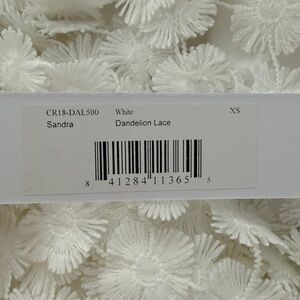 CR18-DAL500 White XS
Sandra Dandelion Lace
8 41284 11365 5